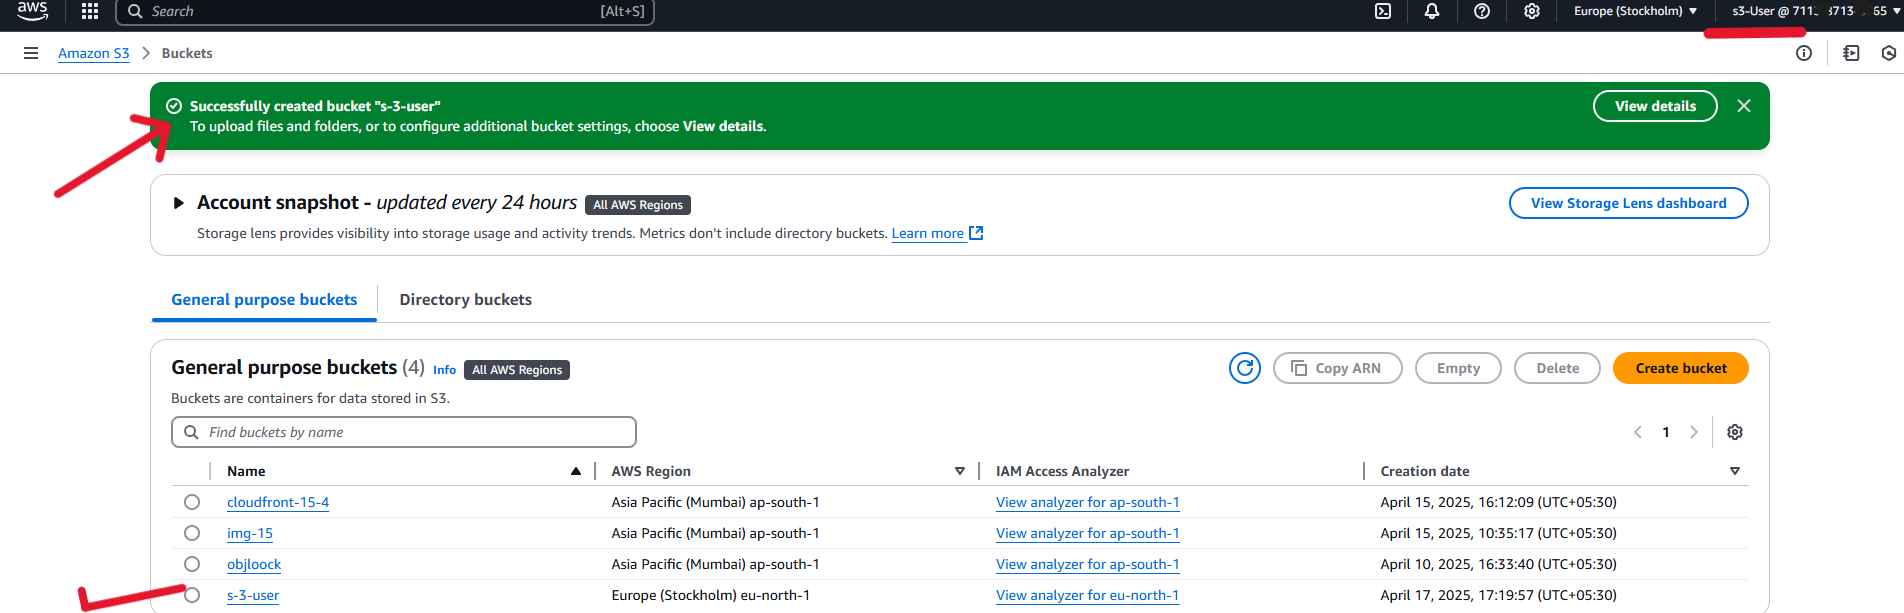 aws Search [Alt+S] Europe (Stockholm) s3-User @ 711 3713 65
Amazon S3 Buckets
Successfully created bucket "s-3-user"
View details
To upload files and folders, or to configure additional bucket settings, choose View details.
Account snapshot - updated every 24 hours All AWS Regions
View Storage Lens dashboard
Storage lens provides visibility into storage usage and activity trends. Metrics don't include directory buckets. Learn more
General purpose buckets Directory buckets
General purpose buckets (4) Info All AWS Regions
Copy ARN Empty Delete Create bucket
Buckets are containers for data stored in S3.
Find buckets by name
1
Name AWS Region IAM Access Analyzer Creation date
cloudfront-15-4 Asia Pacific (Mumbai) ap-south-1 View analyzer for ap-south-1 April 15, 2025, 16:12:09 (UTC+05:30)
img-15 Asia Pacific (Mumbai) ap-south-1 View analyzer for ap-south-1 April 15, 2025, 10:35:17 (UTC+05:30)
objloock Asia Pacific (Mumbai) ap-south-1 View analyzer for ap-south-1 April 10, 2025, 16:33:40 (UTC+05:30)
s-3-user Europe (Stockholm) eu-north-1 View analyzer for eu-north-1 April 17, 2025, 17:19:57 (UTC+05:30)